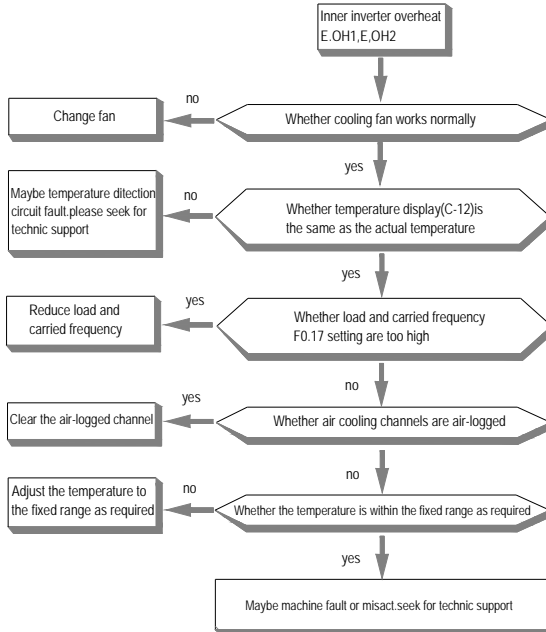 Inner inverter overheat
E.OH1,E,OH2
no
Change fan
Whether cooling fan works normally
yes
Maybe temperature ditection
circuit fault.please seek for
technic support
no
Whether temperature display(C-12)is
the same as the actual temperature
yes
Reduce load and
carried frequency
yes
Whether load and carried frequency
F0.17 setting are too high
no
Clear the air-logged channel
yes
Whether air cooling channels are air-logged
no
Adjust the temperature to
the fixed range as required
no
Whether the temperature is within the fixed range as required
yes
Maybe machine fault or misact.seek for technic support